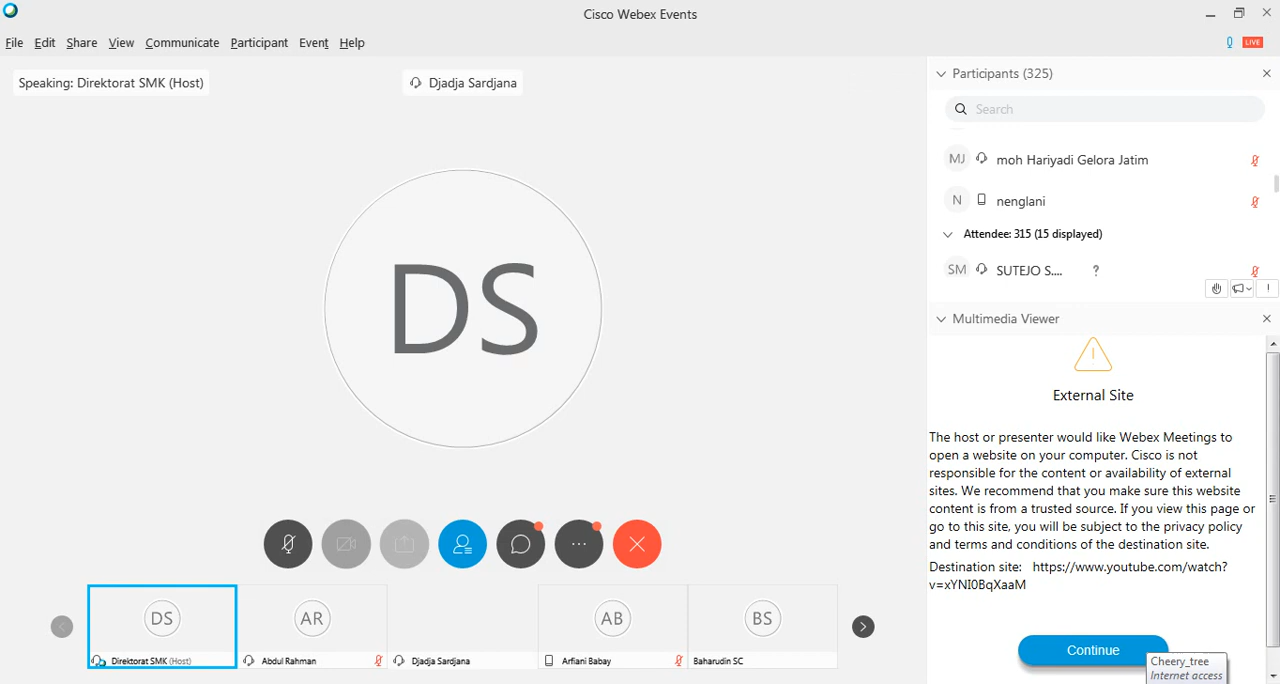 Cisco Webex Events
File Edit Share View Communicate Participant Event Help
LIVE
Speaking: Direktorat SMK (Host)
Djadja Sardjana
DS
DS
Direktorat SMK (Host)
AR
Abdul Rahman
Djadja Sardjana
AB
Arfiani Babay
BS
Baharudin SC
Participants (325)
Search
MJ moh Hariyadi Gelora Jatim
N nenglani
Attendee: 315 (15 displayed)
SM SUTEJO S.... ?
Multimedia Viewer
External Site
The host or presenter would like Webex Meetings to
open a website on your computer. Cisco is not
responsible for the content or availability of external
sites. We recommend that you make sure this website
content is from a trusted source. If you view this page or
go to this site, you will be subject to the privacy policy
and terms and conditions of the destination site.
Destination site: https://www.youtube.com/watch?
v=xYNI0BqXaaM
Continue
Cheery_tree
Internet access